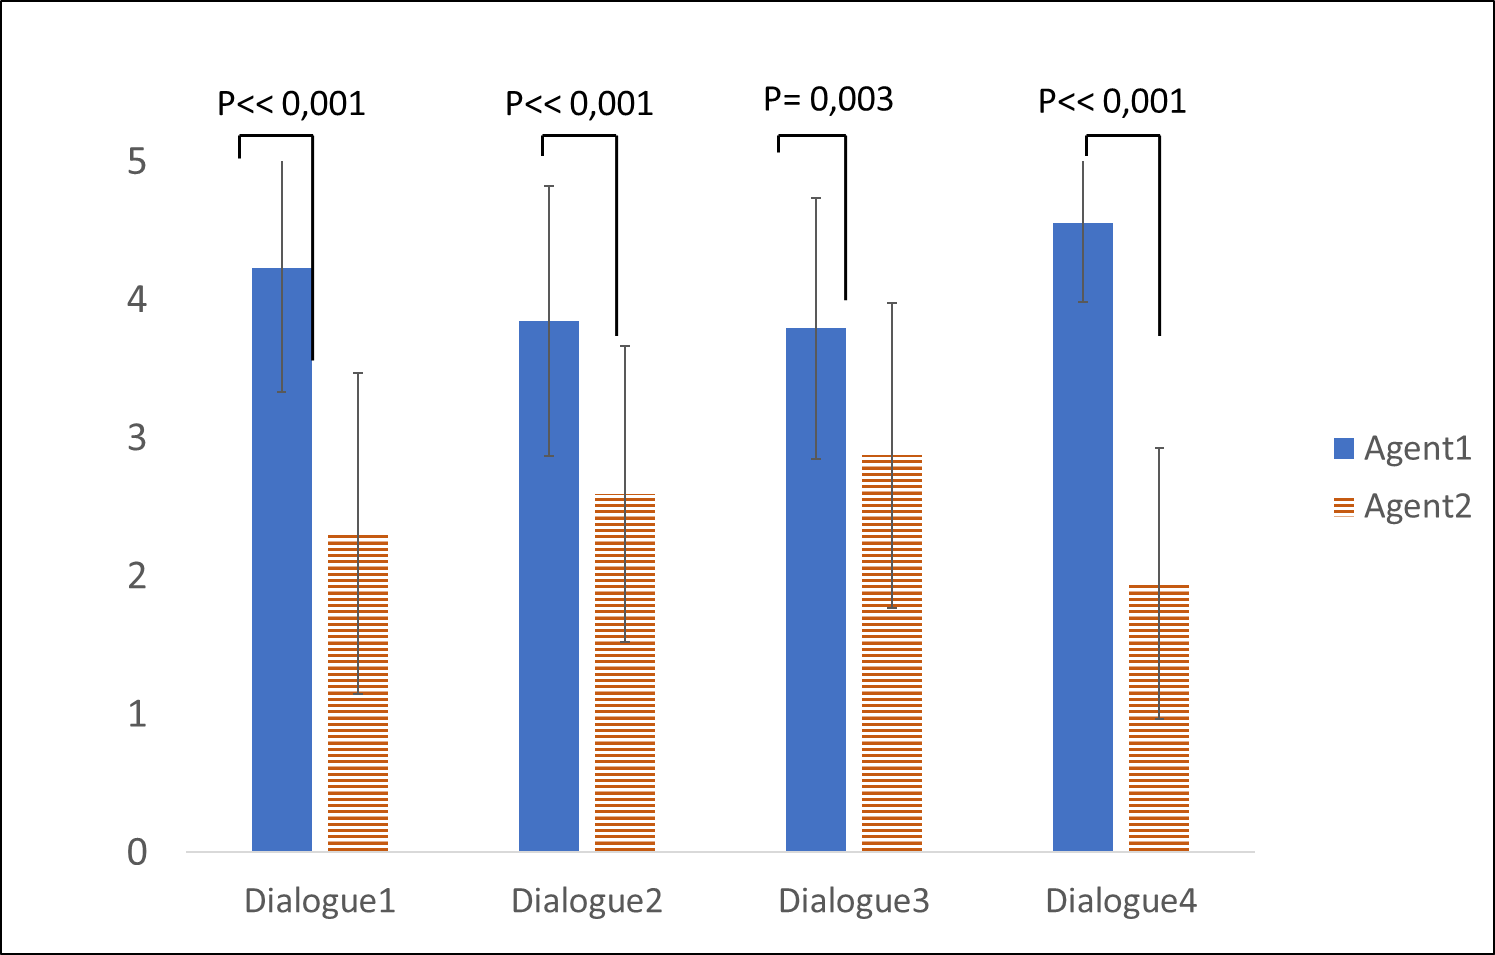 P<< 0,001
P<< 0,001
P= 0,003
P<< 0,001
5
4
3
2
1
0
Dialogue1
Dialogue2
Dialogue3
Dialogue4
Agent1
Agent2